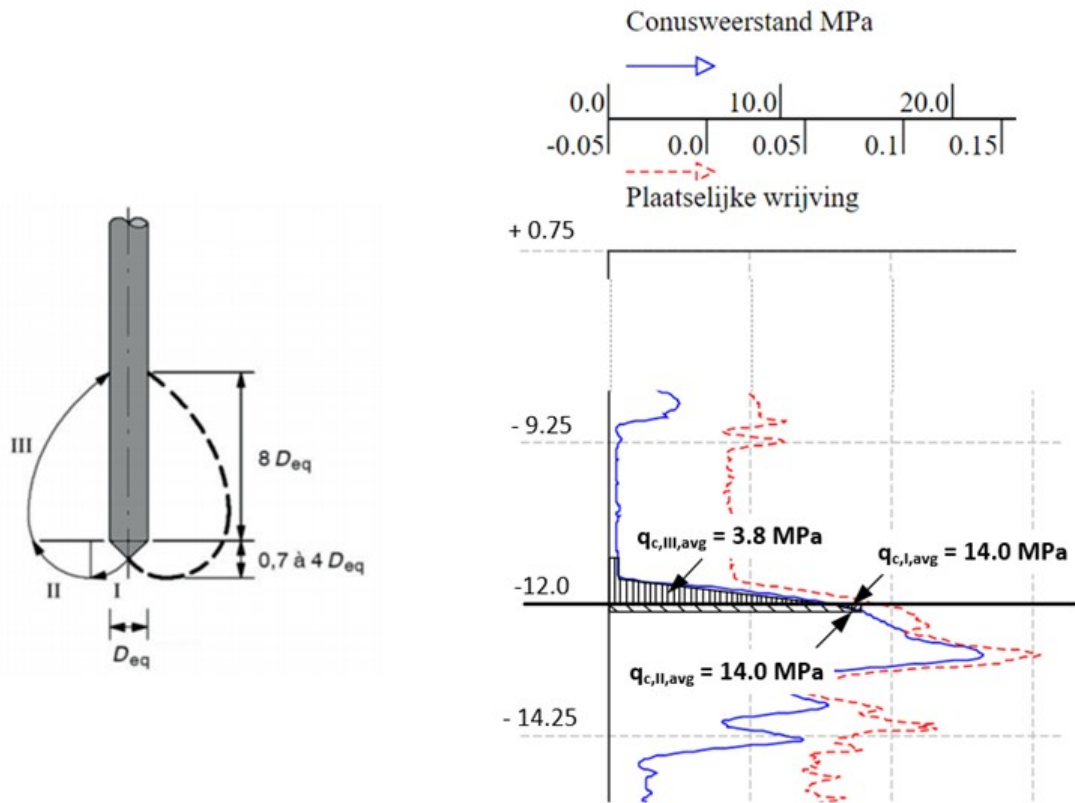 III
II
I
8 Deq
0,7 à 4 Deq
Deq
Conusweerstand MPa
0.0 10.0 20.0
-0.05 0.0 0.05 0.1 0.15
Plaatselijke wrijving
+ 0.75
- 9.25
qc,III,avg = 3.8 MPa
qc,I,avg = 14.0 MPa
-12.0
qc,II,avg = 14.0 MPa
- 14.25